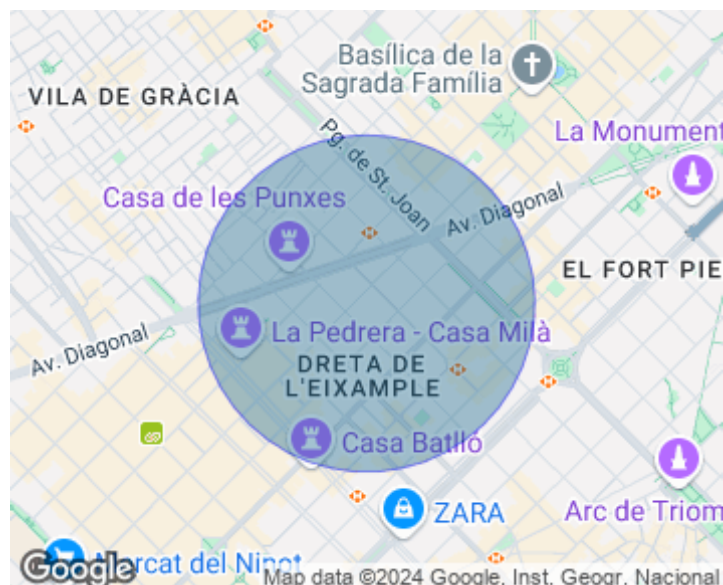 Basílica de la
Sagrada Família
VILA DE GRÀCIA
La Monument
Pg. de St. Joan
Casa de les Punxes
Av. Diagonal
EL FORT PIE
La Pedrera - Casa Milà
Av. Diagonal
DRETA DE
L'EIXAMPLE
Casa Batlló
ZARA
Arc de Triom
Mercat del Ninot
Google
Map data ©2024 Google, Inst. Geogr. Nacional